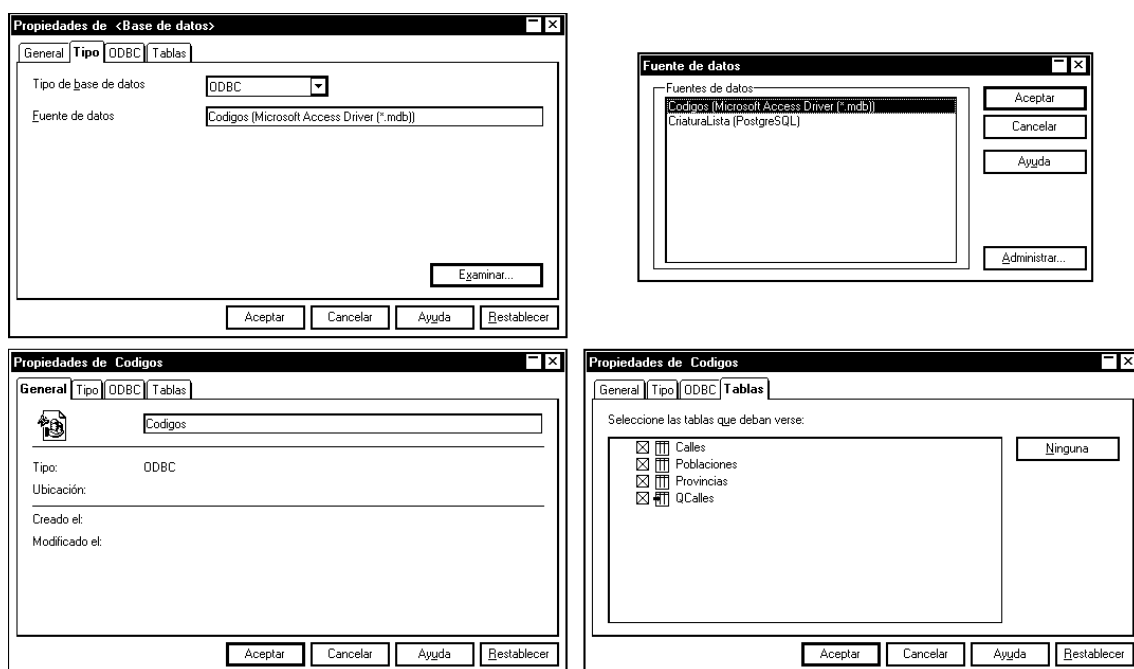 Propiedades de <Base de datos>
General Tipo ODBC Tablas
Tipo de base de datos ODBC
Fuente de datos Codigos (Microsoft Access Driver (*.mdb))
Examinar...
Aceptar Cancelar Ayuda Restablecer
Fuente de datos
Fuentes de datos
Codigos (Microsoft Access Driver (*.mdb))
CriaturaLista (PostgreSQL)
Aceptar
Cancelar
Ayuda
Administrar...
Propiedades de Codigos
General Tipo ODBC Tablas
Codigos
Tipo: ODBC
Ubicación:
Creado el:
Modificado el:
Aceptar Cancelar Ayuda Restablecer
Propiedades de Codigos
General Tipo ODBC Tablas
Seleccione las tablas que deban verse:
Calles
Poblaciones
Provincias
QCalles
Ninguna
Aceptar Cancelar Ayuda Restablecer